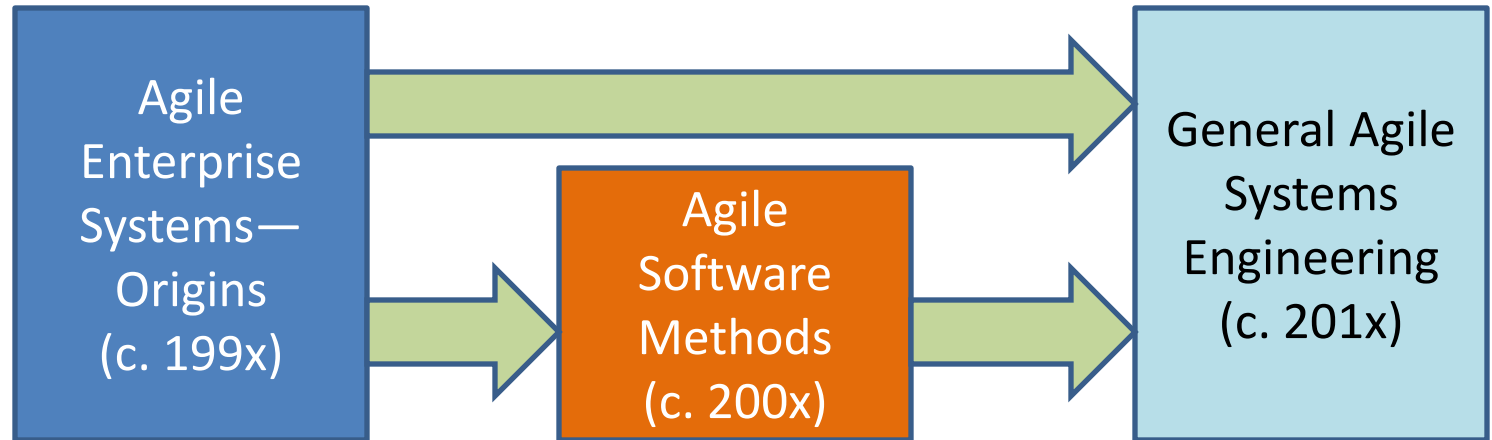 Agile
Enterprise
Systems—
Origins
(c. 199x)
Agile
Software
Methods
(c. 200x)
General Agile
Systems
Engineering
(c. 201x)